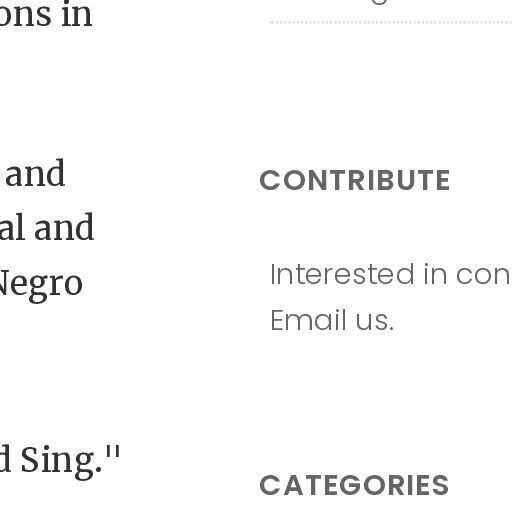 ons in
and
al and
Negro
d Sing."
CONTRIBUTE
Interested in con
Email us.
CATEGORIES